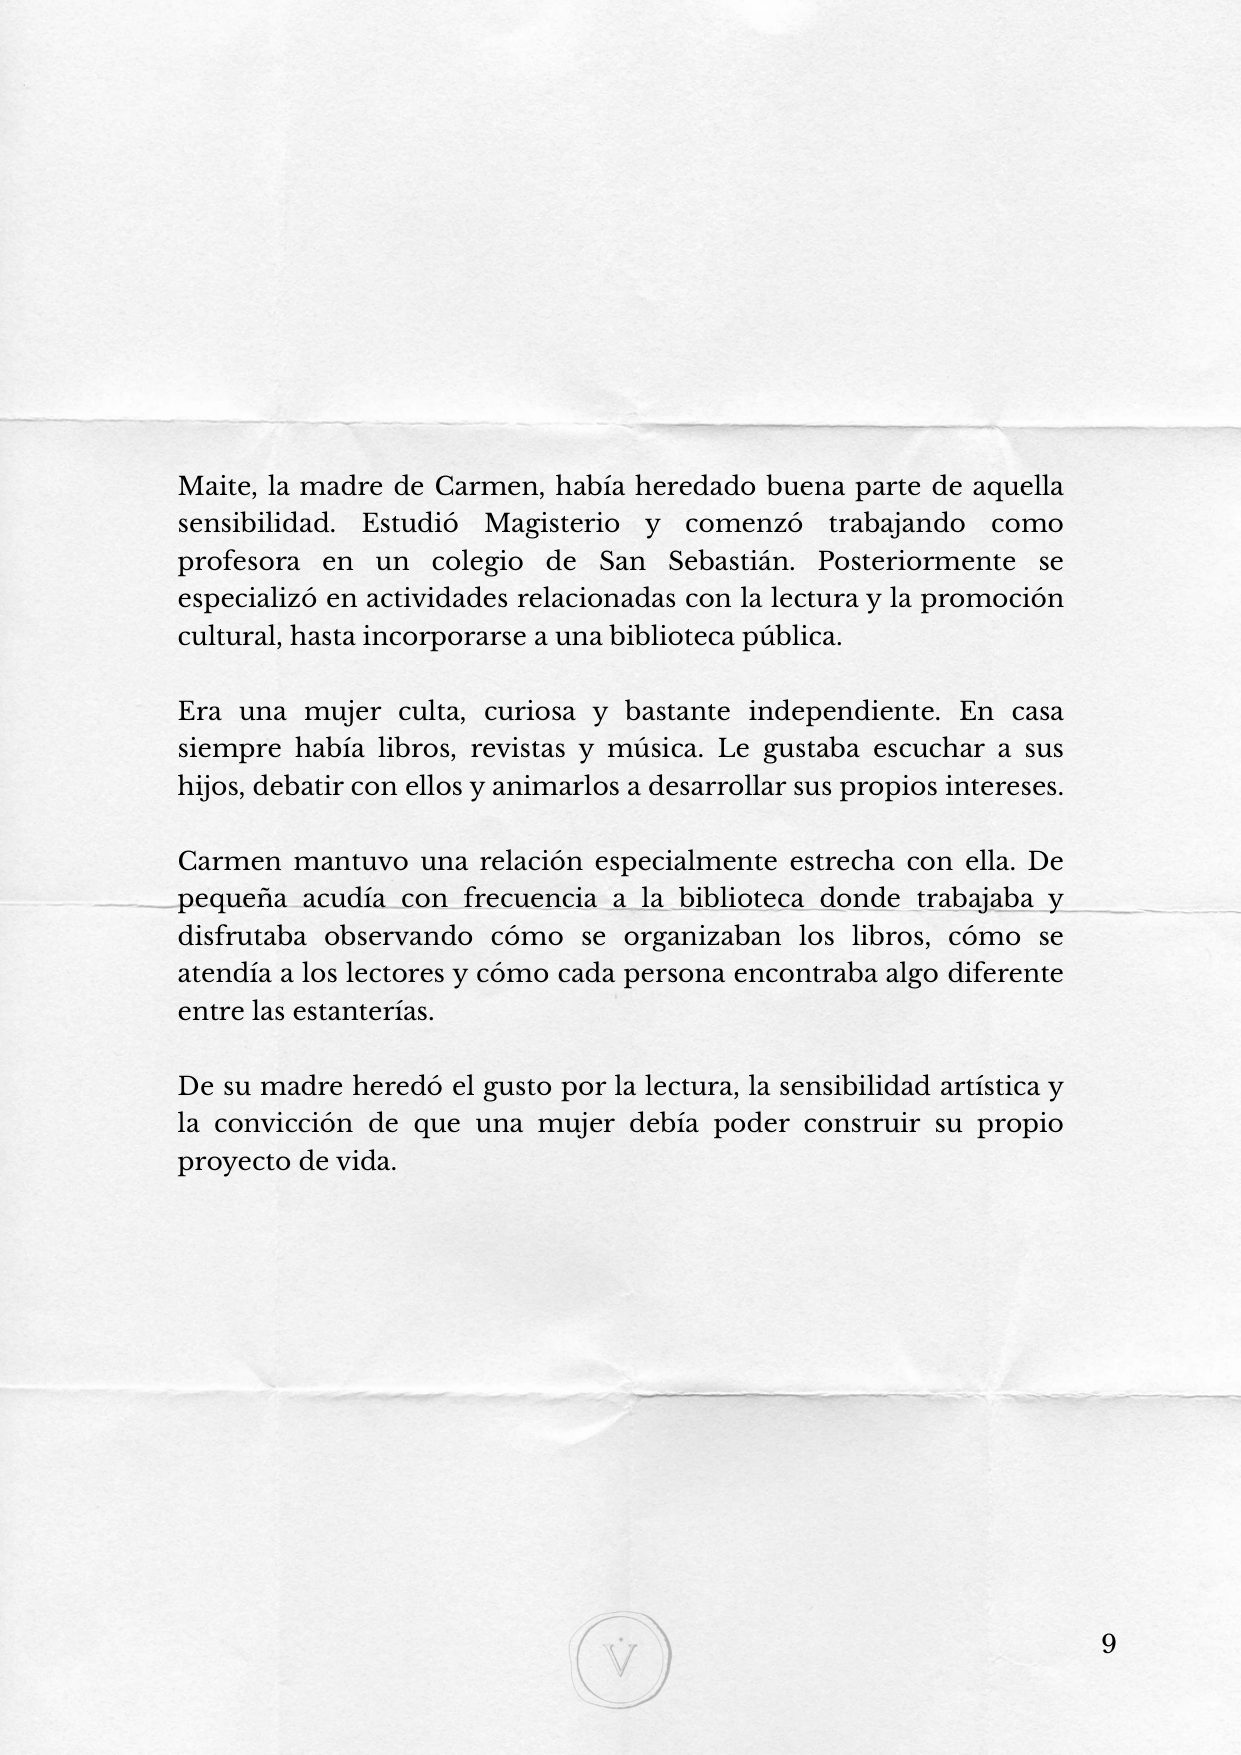 Maite, la madre de Carmen, había heredado buena parte de aquella
sensibilidad. Estudió Magisterio y comenzó trabajando como
profesora en un colegio de San Sebastián. Posteriormente se
especializó en actividades relacionadas con la lectura y la promoción
cultural, hasta incorporarse a una biblioteca pública.
Era una mujer culta, curiosa y bastante independiente. En casa
siempre había libros, revistas y música. Le gustaba escuchar a sus
hijos, debatir con ellos y animarlos a desarrollar sus propios intereses.
Carmen mantuvo una relación especialmente estrecha con ella. De
pequeña acudía con frecuencia a la biblioteca donde trabajaba y
disfrutaba observando cómo se organizaban los libros, cómo se
atendía a los lectores y cómo cada persona encontraba algo diferente
entre las estanterías.
De su madre heredó el gusto por la lectura, la sensibilidad artística y
la convicción de que una mujer debía poder construir su propio
proyecto de vida.
V
9